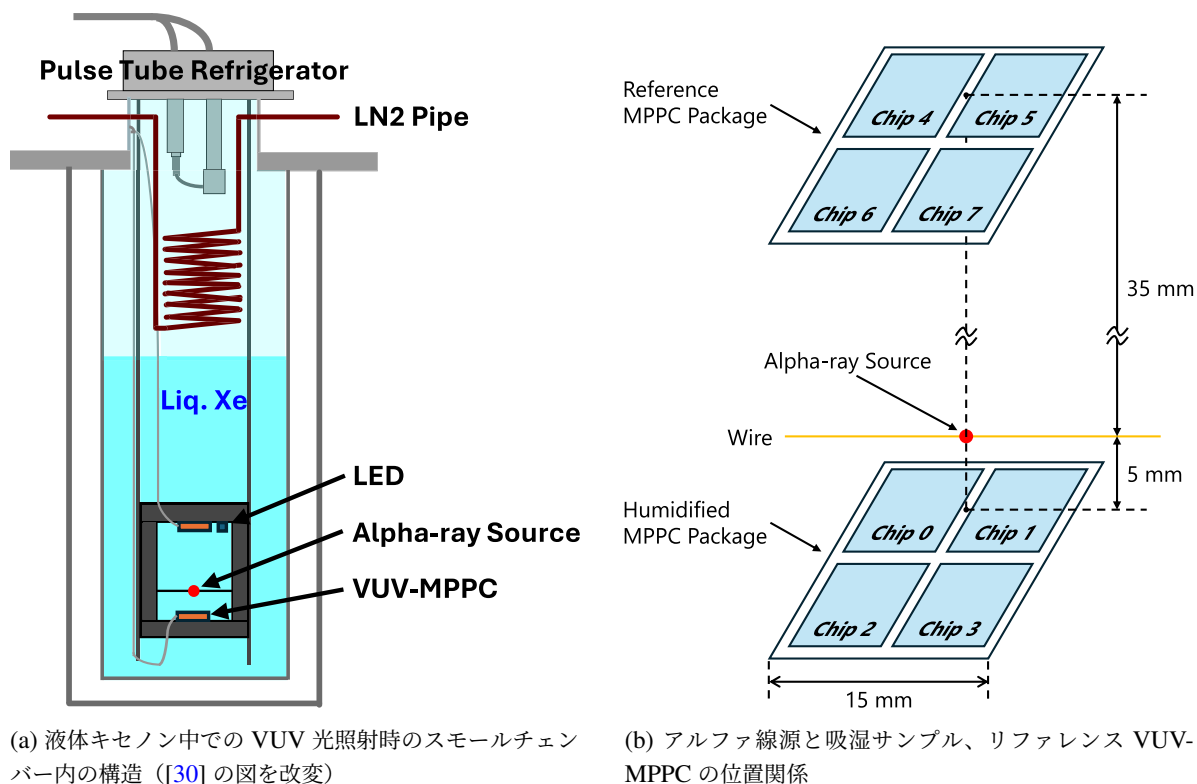 Pulse Tube Refrigerator
LN2 Pipe
Liq. Xe
LED
Alpha-ray Source
VUV-MPPC
(a) 液体キセノン中での VUV 光照射時のスモールチェン
バー内の構造([30] の図を改変)
Reference
MPPC Package
Chip 4
Chip 5
Chip 6
Chip 7
35 mm
Alpha-ray Source
Wire
5 mm
Humidified
MPPC Package
Chip 0
Chip 1
Chip 2
Chip 3
15 mm
(b) アルファ線源と吸湿サンプル、リファレンス VUV-
MPPC の位置関係